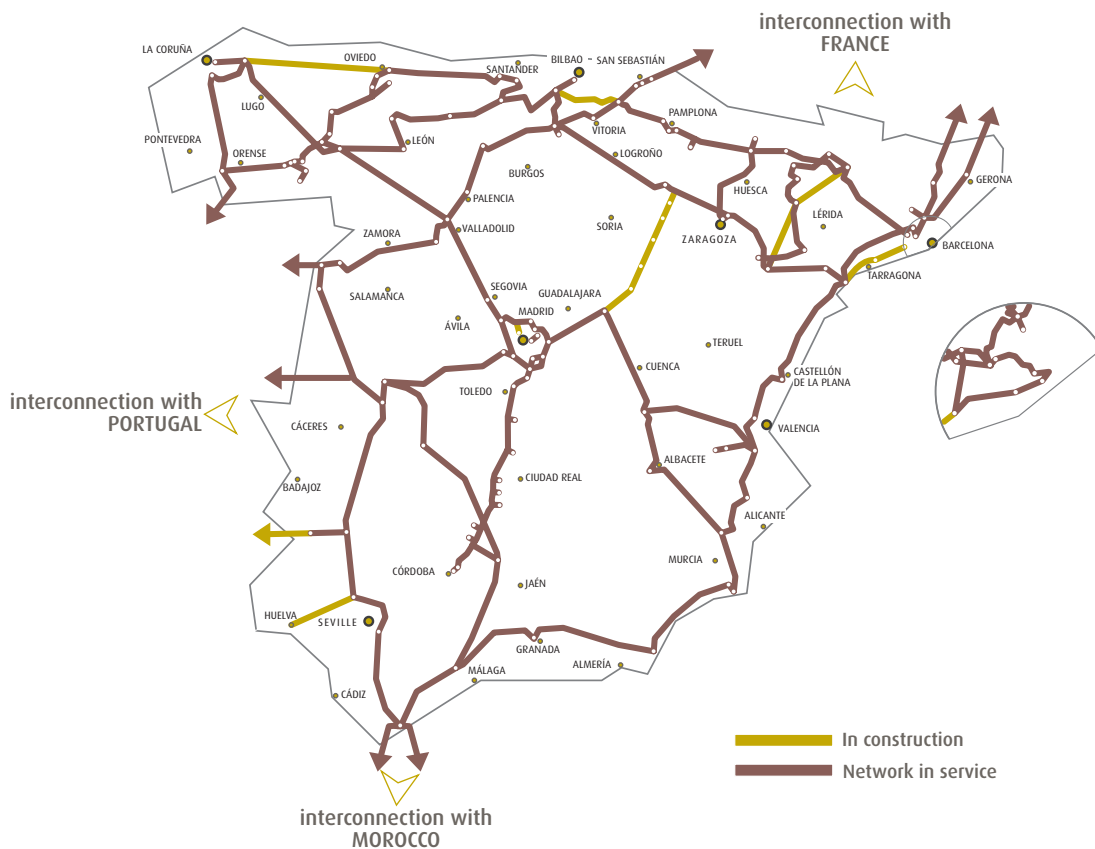 interconnection with
FRANCE
LA CORUÑA
OVIEDO
SANTANDER
BILBAO -
SAN SEBASTIÁN
LUGO
PONTEVEDRA
ORENSE
LEÓN
VITORIA
PAMPLONA
LOGROÑO
BURGOS
HUESCA
GERONA
PALENCIA
SORIA
LÉRIDA
ZARAGOZA
BARCELONA
ZAMORA
VALLADOLID
TARRAGONA
SALAMANCA
SEGOVIA
GUADALAJARA
ÁVILA
MADRID
TERUEL
CUENCA
CASTELLÓN
DE LA PLANA
TOLEDO
interconnection with
PORTUGAL
CÁCERES
VALENCIA
ALBACETE
BADAJOZ
CIUDAD REAL
ALICANTE
MURCIA
CÓRDOBA
JAÉN
HUELVA
SEVILLE
GRANADA
ALMERÍA
MÁLAGA
CÁDIZ
In construction
Network in service
interconnection with
MOROCCO